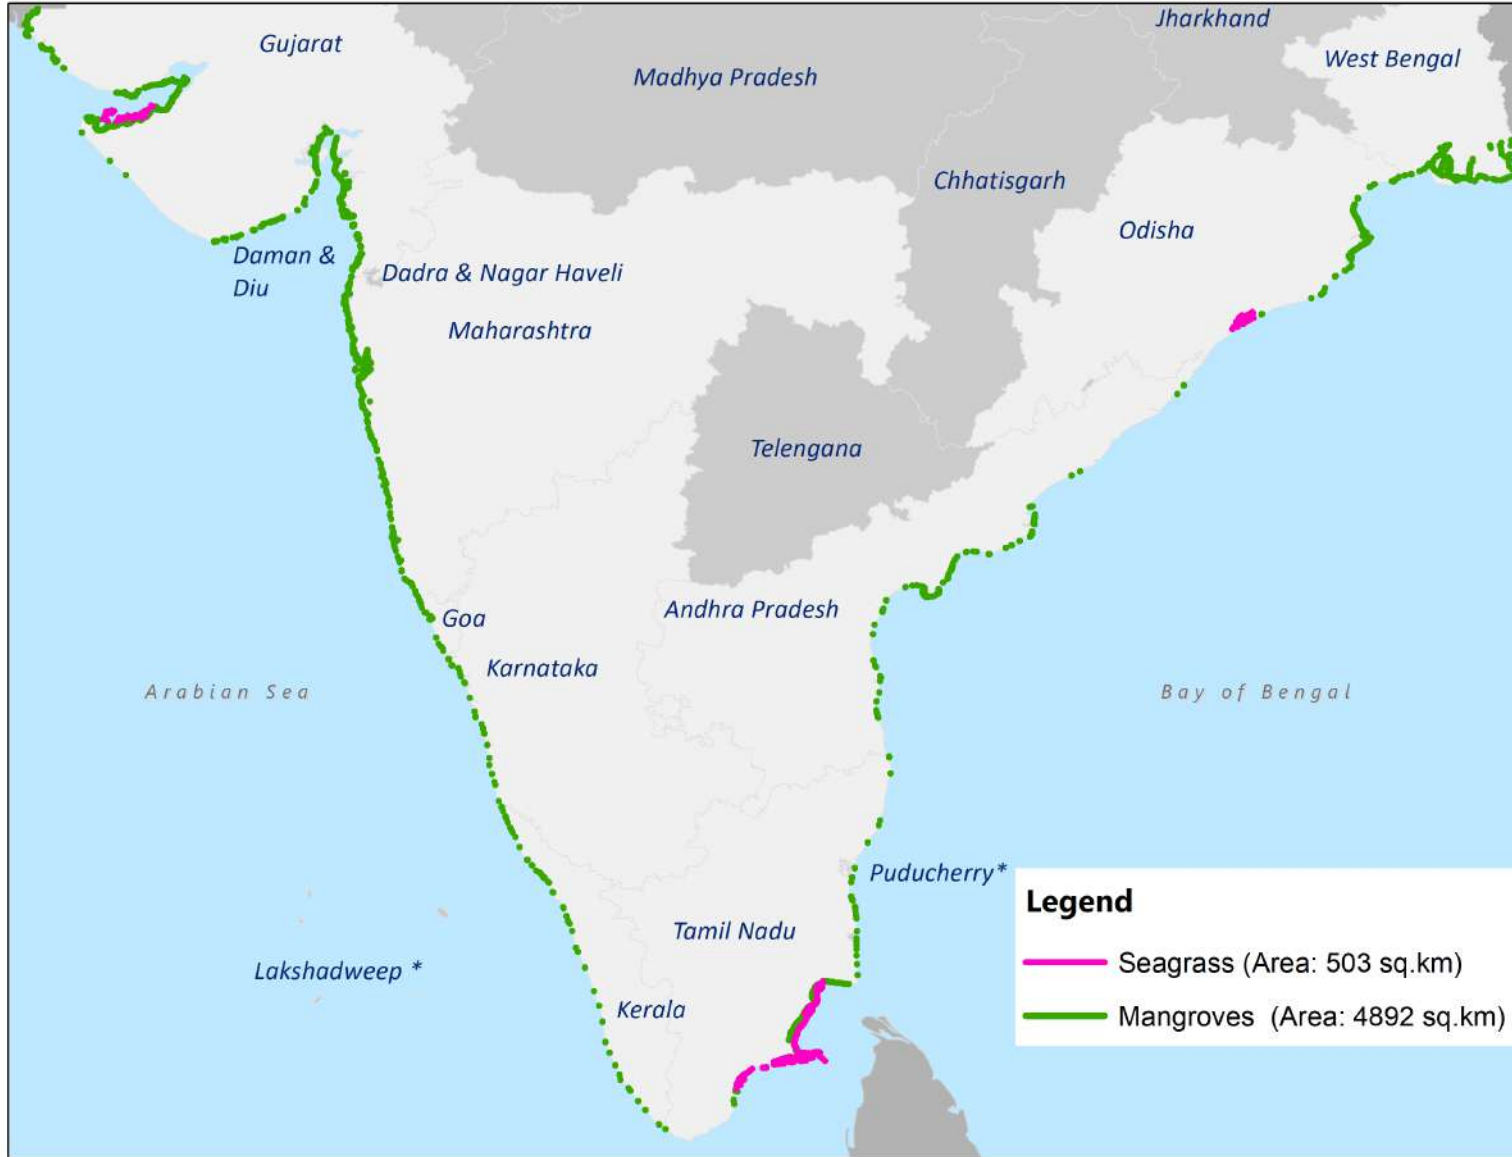 Jharkhand
Gujarat
West Bengal
Madhya Pradesh
Chhatisgarh
Odisha
Daman &
Diu
Dadra & Nagar Haveli
Maharashtra
Telengana
Andhra Pradesh
Goa
Karnataka
Arabian Sea
Bay of Bengal
Puducherry*
Tamil Nadu
Lakshadweep *
Kerala
Legend
Seagrass (Area: 503 sq.km)
Mangroves (Area: 4892 sq.km)